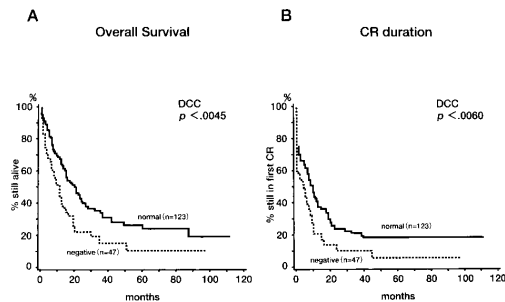 A
Overall Survival
%
100
80
60
40
20
% still alive
DCC
p <.0045
normal (n=123)
negative (n=47)
0
20
40
60
80
100
120
months
B
CR duration
%
100
80
60
40
20
% still in first CR
DCC
p <.0060
normal (n=123)
negative (n=47)
0
20
40
60
80
100
120
months